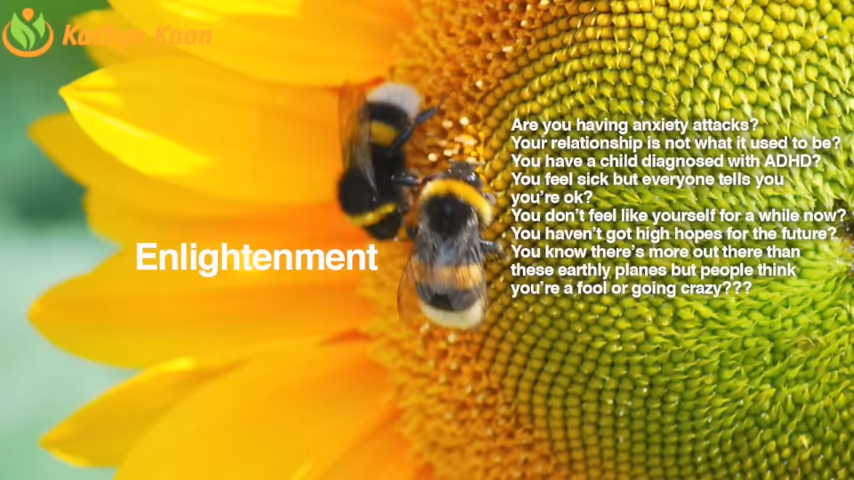 Kaan
Are you having anxiety attacks?
Your relationship is not what it used to be?
You have a child diagnosed with ADHD?
You feel sick but everyone tells you
you're ok?
You don't feel like yourself for a while now?
You haven't got high hopes for the future?
You know there's more out there than
these earthly planes but people think
you're a fool or going crazy???
Enlightenment